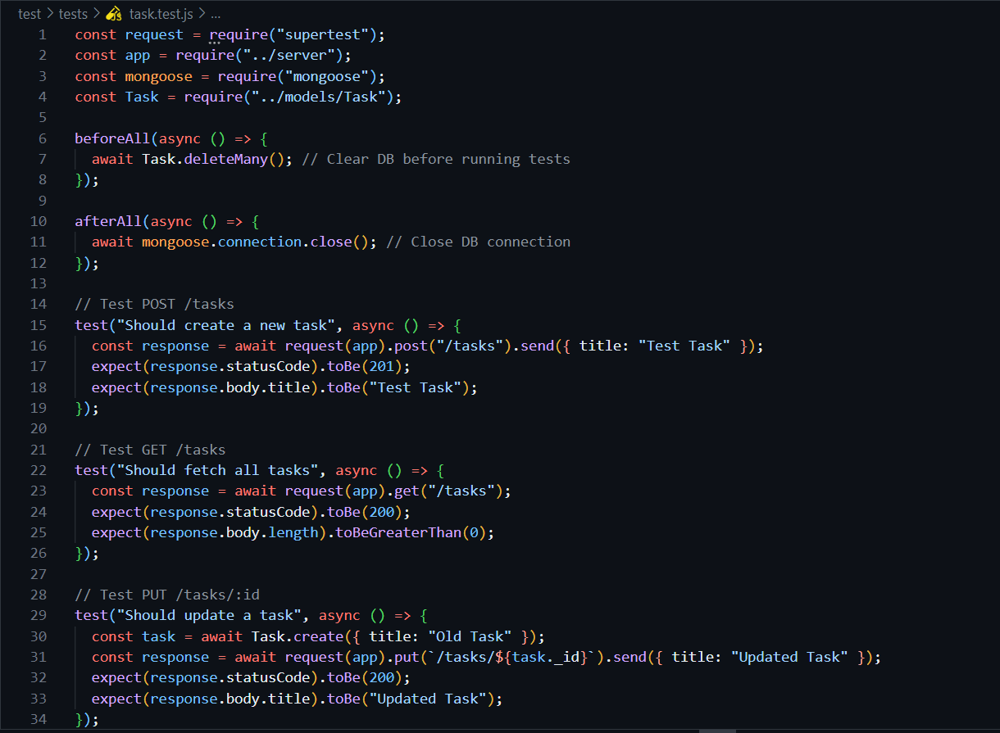 test > tests > task.test.js > ...
1 const request = require("supertest");
2 const app = require("../server");
3 const mongoose = require("mongoose");
4 const Task = require("../models/Task");
5
6 beforeAll(async () => {
7   await Task.deleteMany(); // Clear DB before running tests
8 });
9
10 afterAll(async () => {
11   await mongoose.connection.close(); // Close DB connection
12 });
13
14 // Test POST /tasks
15 test("Should create a new task", async () => {
16   const response = await request(app).post("/tasks").send({ title: "Test Task" });
17   expect(response.statusCode).toBe(201);
18   expect(response.body.title).toBe("Test Task");
19 });
20
21 // Test GET /tasks
22 test("Should fetch all tasks", async () => {
23   const response = await request(app).get("/tasks");
24   expect(response.statusCode).toBe(200);
25   expect(response.body.length).toBeGreaterThan(0);
26 });
27
28 // Test PUT /tasks/:id
29 test("Should update a task", async () => {
30   const task = await Task.create({ title: "Old Task" });
31   const response = await request(app).put(`/tasks/${task._id}`).send({ title: "Updated Task" });
32   expect(response.statusCode).toBe(200);
33   expect(response.body.title).toBe("Updated Task");
34 });